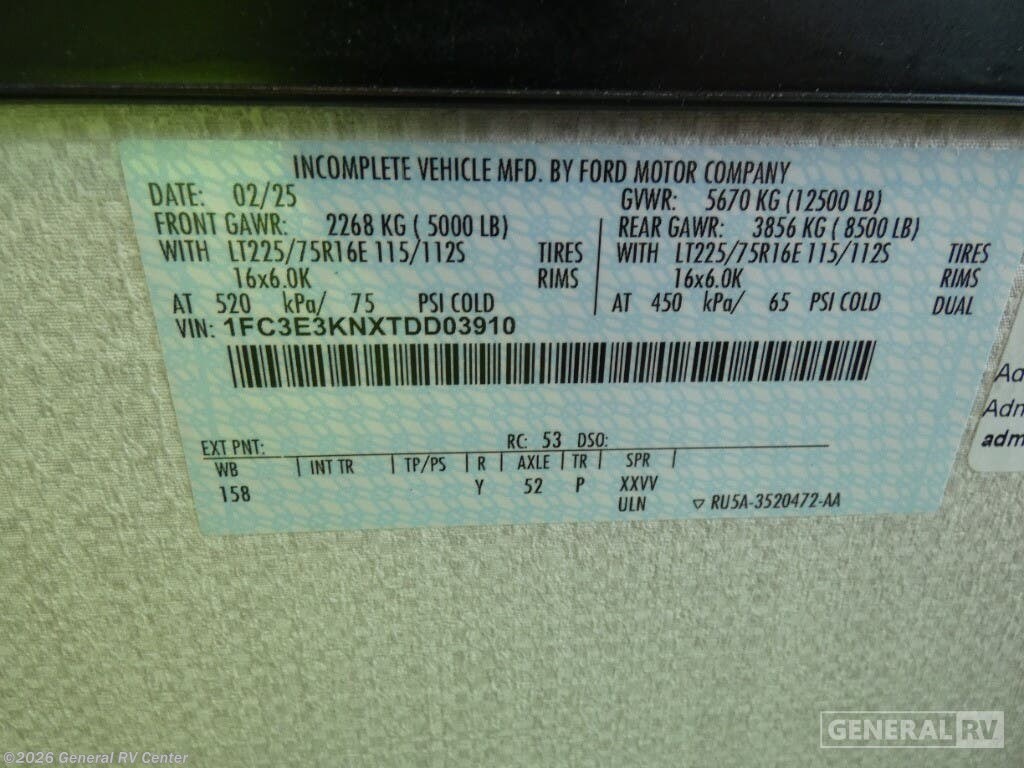 INCOMPLETE VEHICLE MFD. BY FORD MOTOR COMPANY
DATE: 02/25 GVWR: 5670 KG (12500 LB)
FRONT GAWR: 2268 KG ( 5000 LB) REAR GAWR: 3856 KG ( 8500 LB)
WITH LT225/75R16E 115/112S TIRES WITH LT225/75R16E 115/112S TIRES
16x6.0K RIMS 16x6.0K RIMS
AT 520 kPa/ 75 PSI COLD AT 450 kPa/ 65 PSI COLD DUAL
VIN: 1FC3E3KNXTDD03910
EXT PNT: RC: 53 DSO:
WB | INT TR | TP/PS | R | AXLE | TR | SPR |
158 Y 52 P XXVV
ULN ▽ RU5A-3520472-AA
Ad
Adm
adm
GENERAL RV
©2026 General RV Center